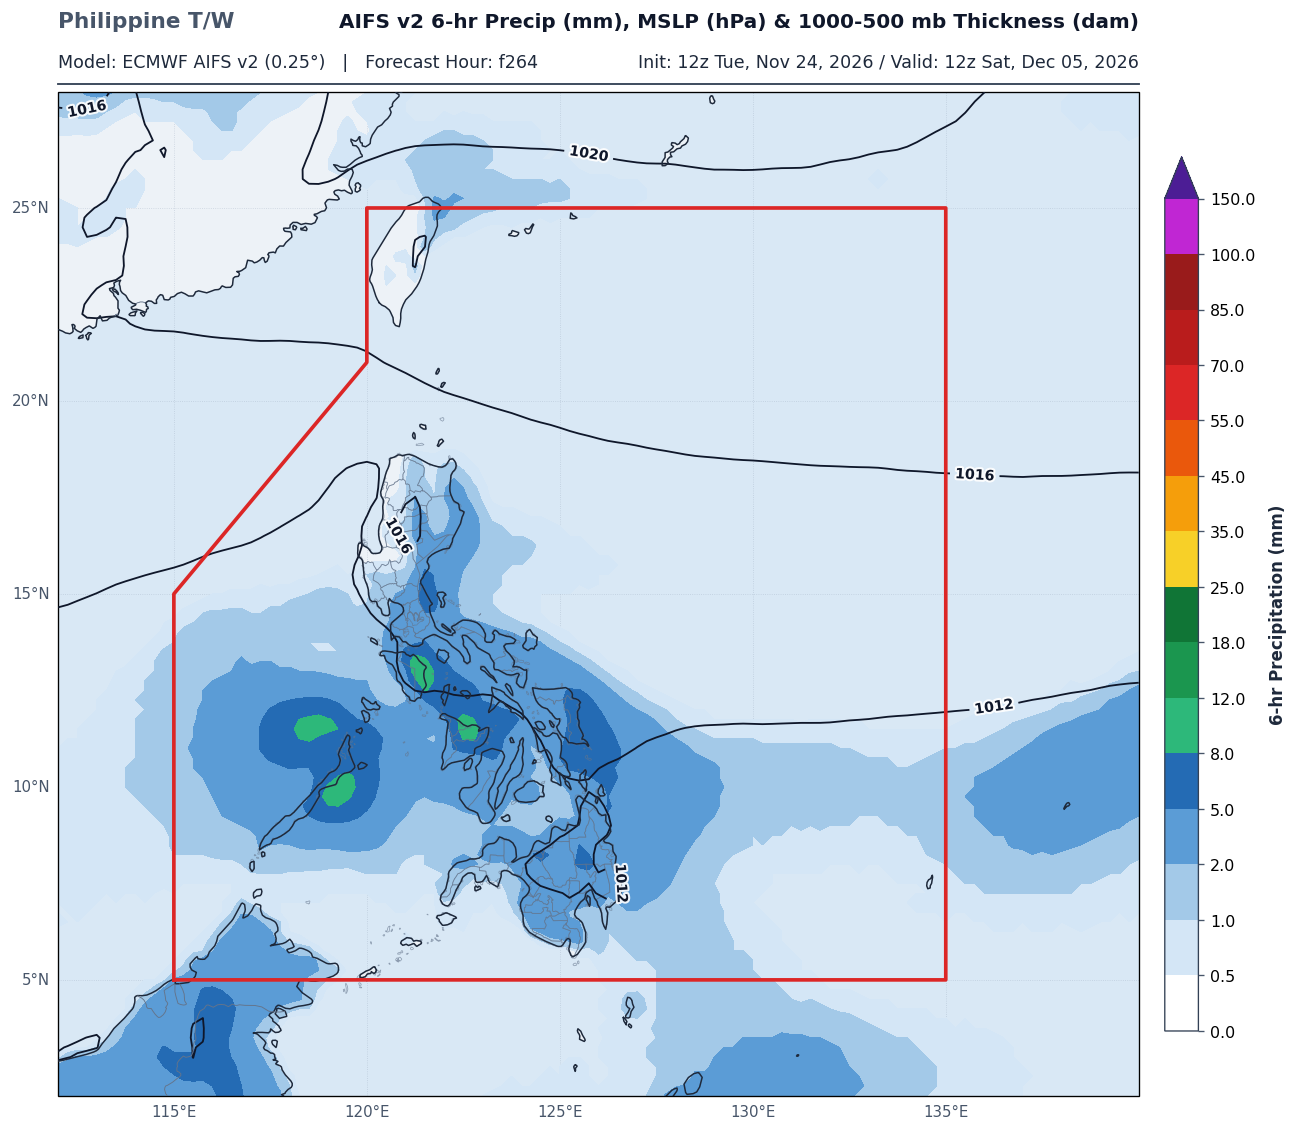 Philippine T/W
AIFS v2 6-hr Precip (mm), MSLP (hPa) & 1000-500 mb Thickness (dam)
Model: ECMWF AIFS v2 (0.25°) | Forecast Hour: f264
Init: 12z Tue, Nov 24, 2026 / Valid: 12z Sat, Dec 05, 2026
1016
1020
25°N
20°N
1016
1016
15°N
1012
10°N
1012
5°N
115°E
120°E
125°E
130°E
135°E
150.0
100.0
85.0
70.0
55.0
45.0
35.0
25.0
18.0
12.0
8.0
5.0
2.0
1.0
0.5
0.0
6-hr Precipitation (mm)